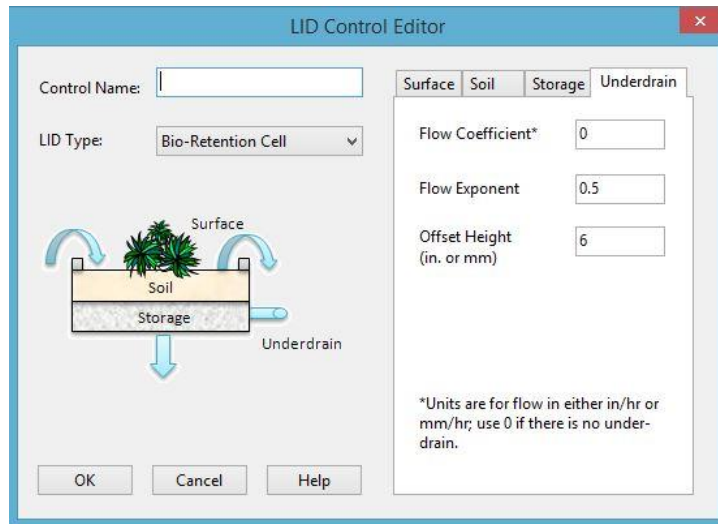 LID Control Editor
Control Name:
LID Type:
Bio-Retention Cell
Surface
Soil
Storage
Underdrain
OK
Cancel
Help
Surface
Soil
Storage
Underdrain
Flow Coefficient*
0
Flow Exponent
0.5
Offset Height
(in. or mm)
6
*Units are for flow in either in/hr or
mm/hr; use 0 if there is no under-
drain.